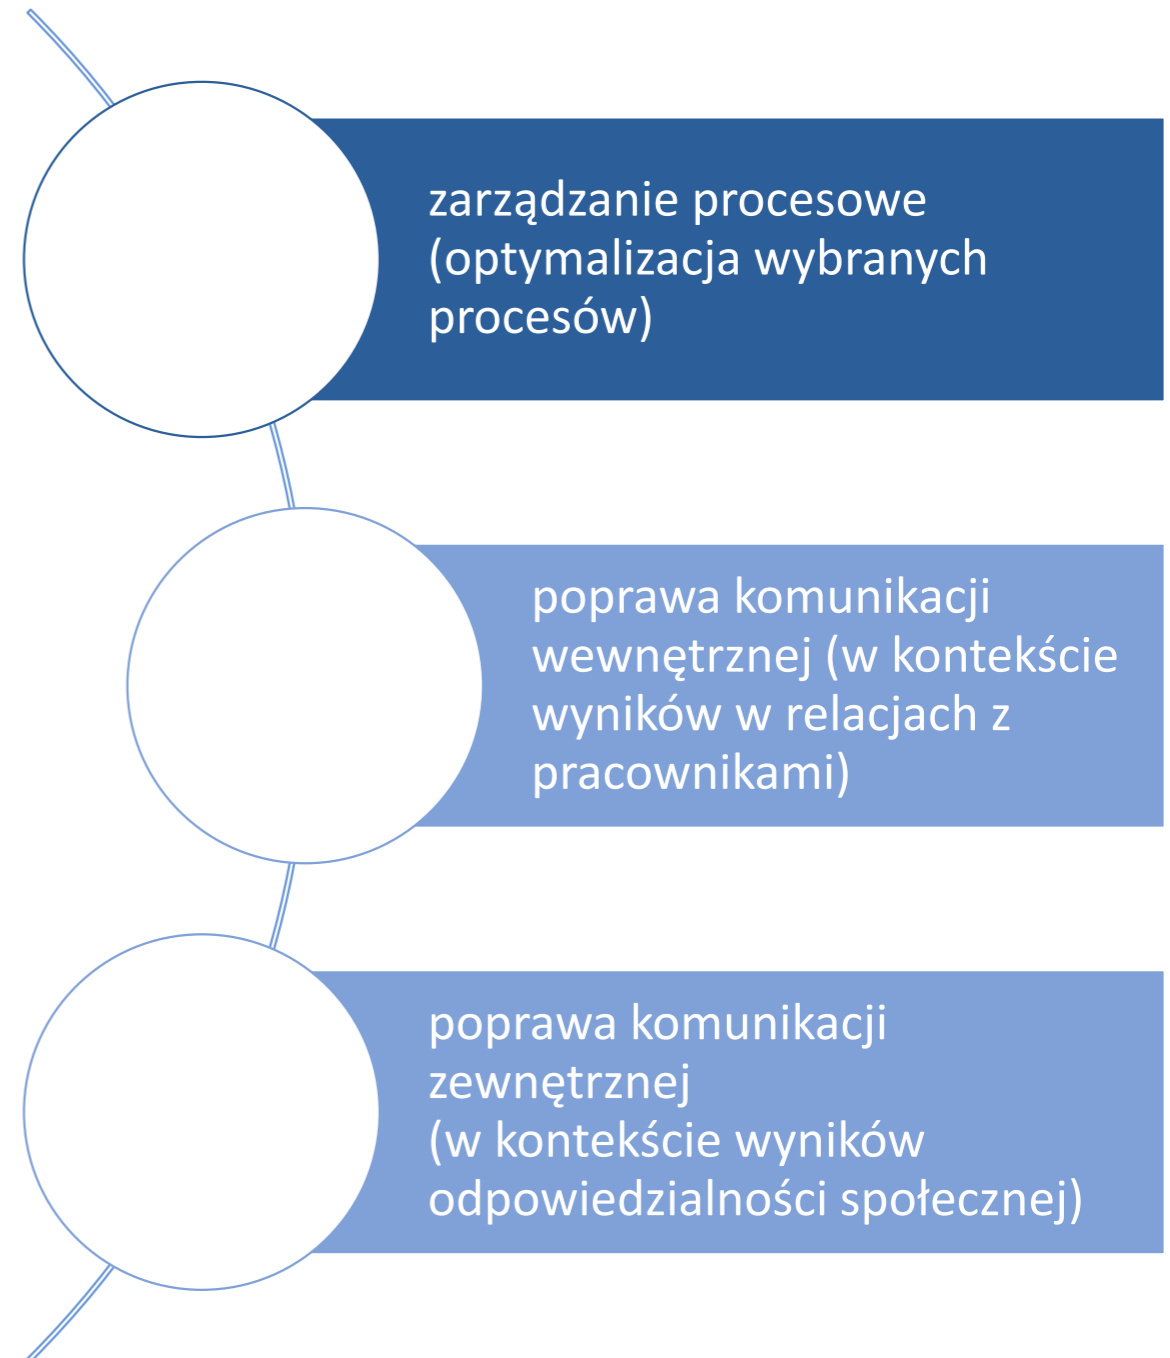 zarządzanie procesowe
(optymalizacja wybranych
procesów)
poprawa komunikacji
wewnętrznej (w kontekście
wyników w relacjach z
pracownikami)
poprawa komunikacji
zewnętrznej
(w kontekście wyników
odpowiedzialności społecznej)